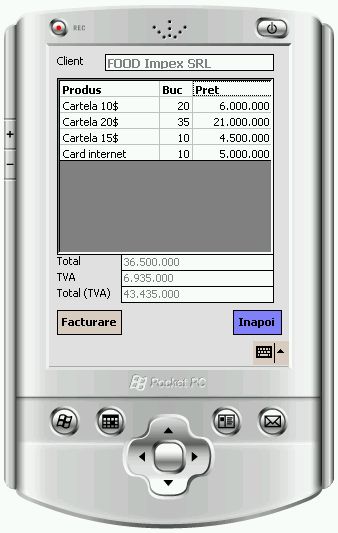 REC
Client FOOD Impex SRL
Produs Buc Pret
Cartela 10$ 20 6.000.000
Cartela 20$ 35 21.000.000
Cartela 15$ 10 4.500.000
Card internet 10 5.000.000
Total 36.500.000
TVA 6.935.000
Total (TVA) 43.435.000
Facturare Inapoi
Pocket PC